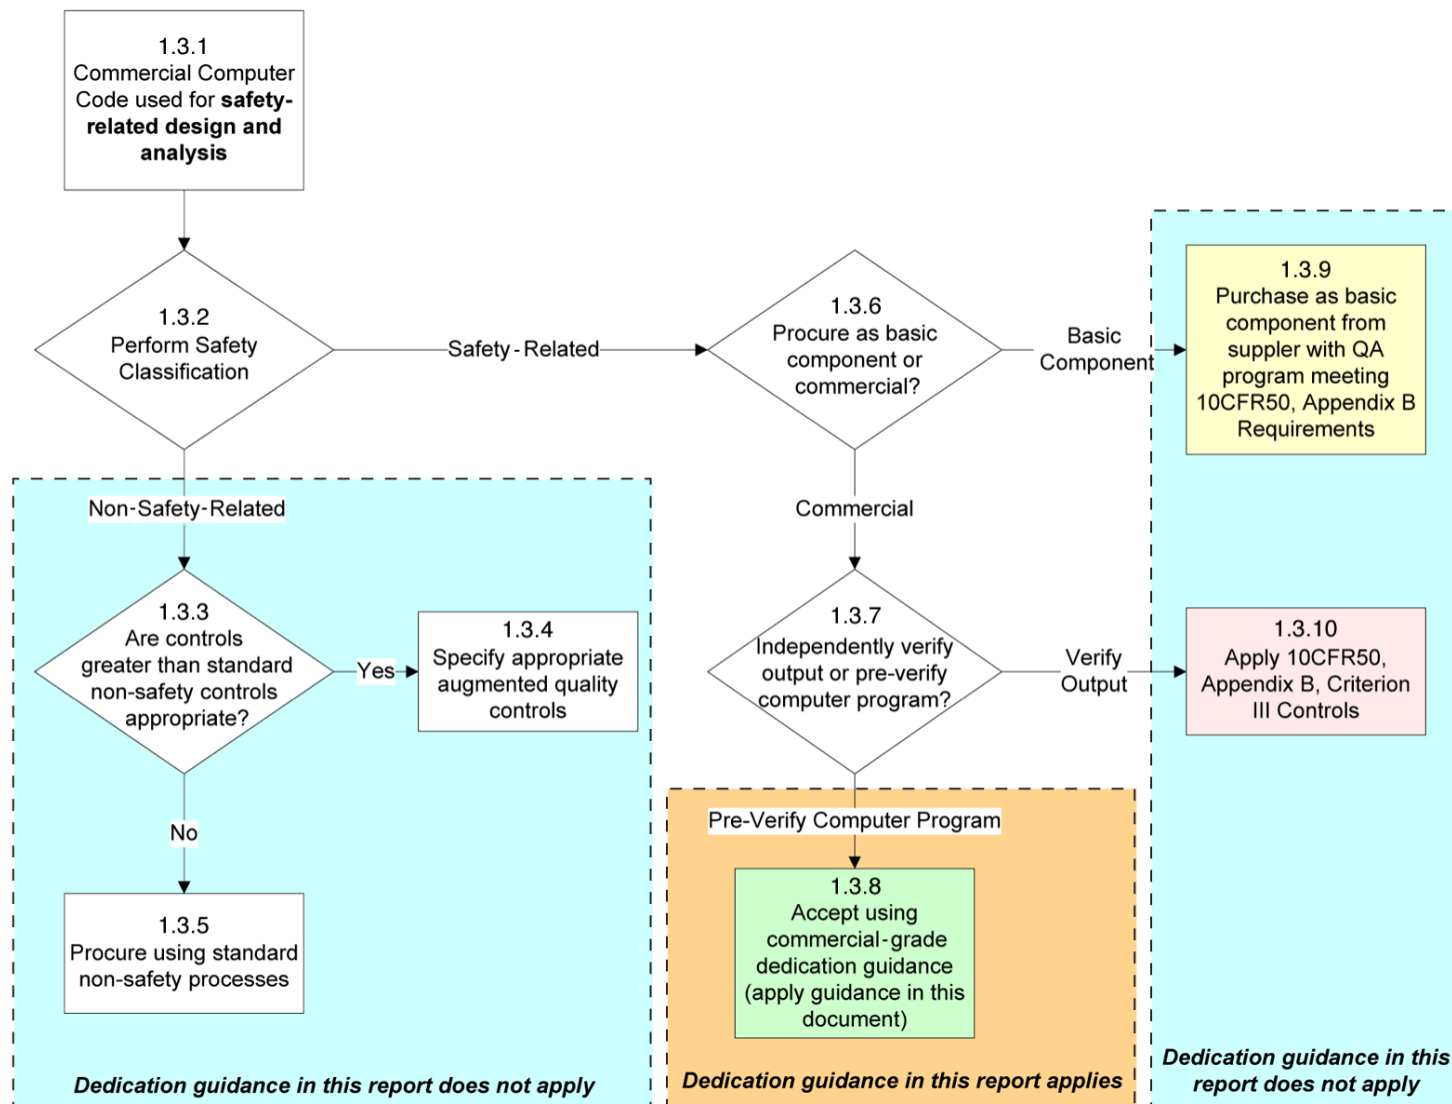 1.3.1
Commercial Computer
Code used for safety-
related design and
analysis
1.3.2
Perform Safety
Classification
Safety-Related
1.3.6
Procure as basic
component or
commercial?
Basic
Component
1.3.9
Purchase as basic
component from
suppler with QA
program meeting
10CFR50, Appendix B
Requirements
Non-Safety-Related
Commercial
1.3.3
Are controls
greater than standard
non-safety controls
appropriate?
Yes
1.3.4
Specify appropriate
augmented quality
controls
1.3.7
Independently verify
output or pre-verify
computer program?
Verify
Output
1.3.10
Apply 10CFR50,
Appendix B, Criterion
III Controls
No
Pre-Verify Computer Program
1.3.5
Procure using standard
non-safety processes
1.3.8
Accept using
commercial-grade
dedication guidance
(apply guidance in this
document)
Dedication guidance in this report does not apply
Dedication guidance in this report applies
Dedication guidance in this
report does not apply